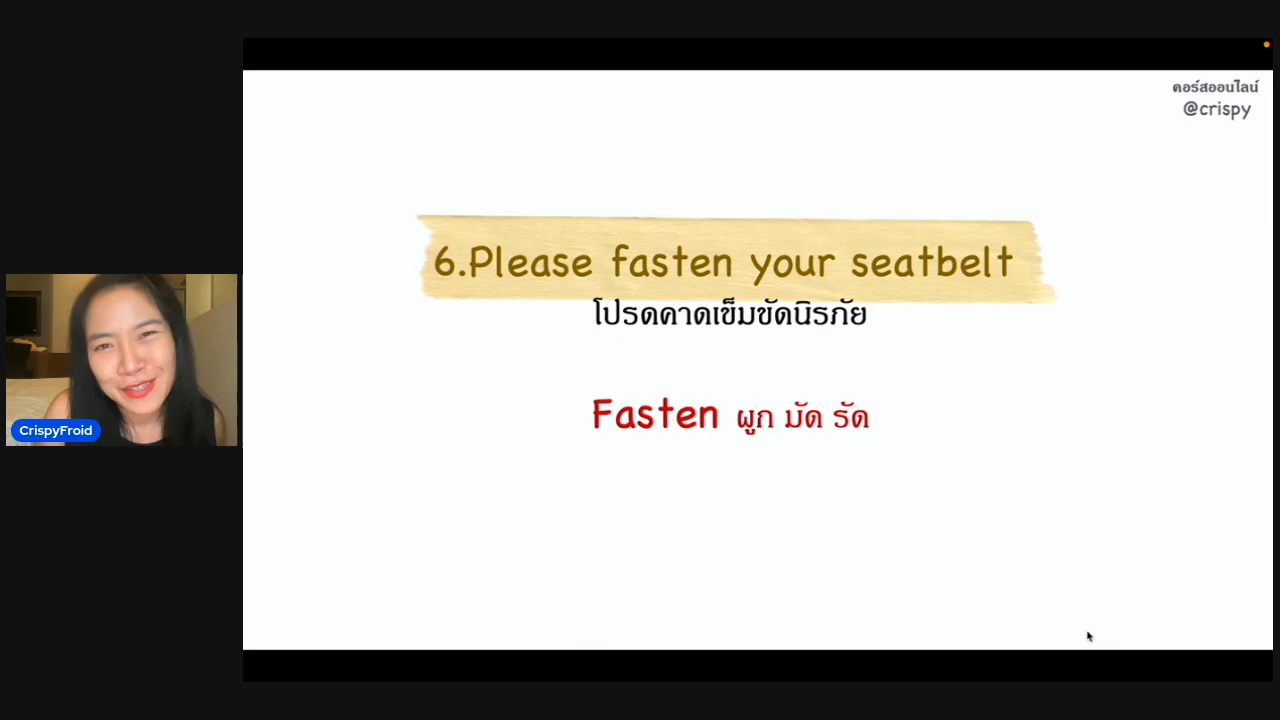 คอร์สออนไลน์
@crispy
6.Please fasten your seatbelt
โปรดคาดเข็มขัดนิรภัย
Fasten ผูก มัด รัด
CrispyFroid